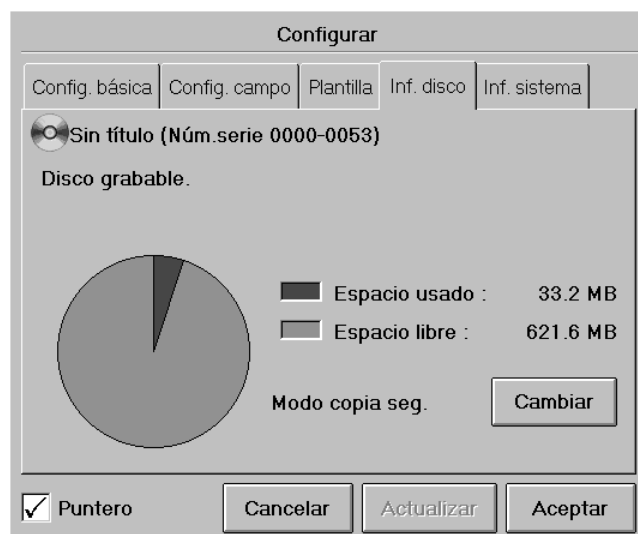 Configurar
Config. básica Config. campo Plantilla Inf. disco Inf. sistema
Sin título (Núm.serie 0000-0053)
Disco grabable.
Espacio usado : 33.2 MB
Espacio libre : 621.6 MB
Modo copia seg. Cambiar
Puntero Cancelar Actualizar Aceptar